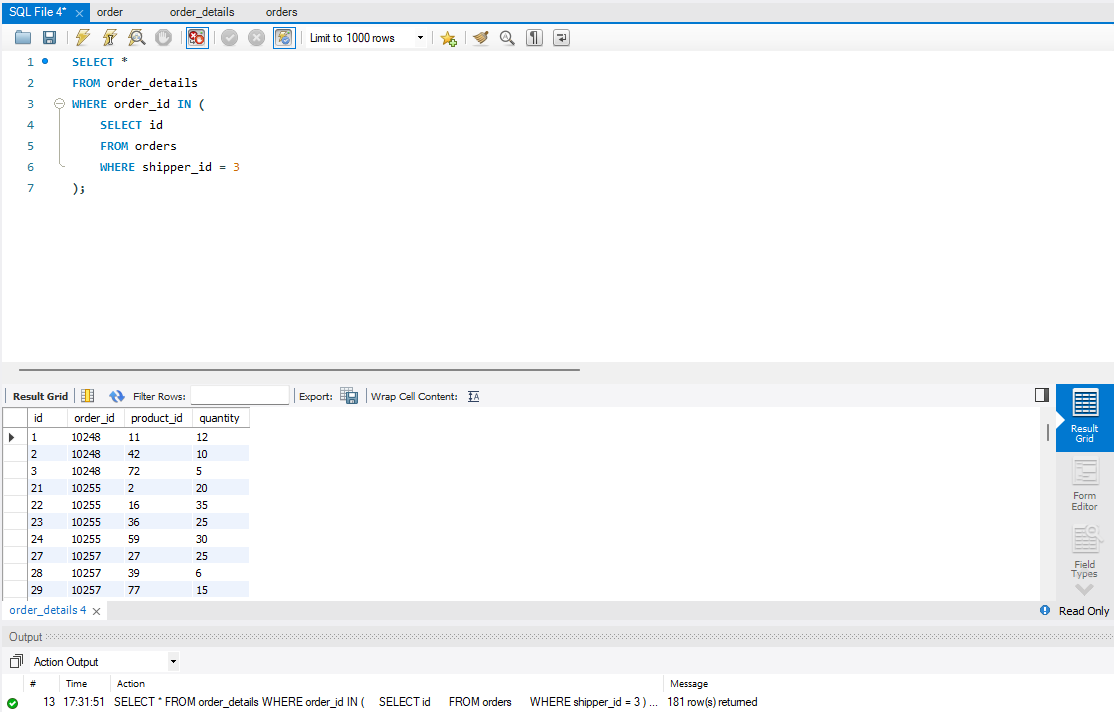 SQL File 4* order order_details orders
Limit to 1000 rows
1 SELECT *
2 FROM order_details
3 WHERE order_id IN (
4 SELECT id
5 FROM orders
6 WHERE shipper_id = 3
7 );
Result Grid Filter Rows: Export: Wrap Cell Content:
id order_id product_id quantity
1 10248 11 12
2 10248 42 10
3 10248 72 5
21 10255 2 20
22 10255 16 35
23 10255 36 25
24 10255 59 30
27 10257 27 25
28 10257 39 6
29 10257 77 15
Result
Grid
Form
Editor
Field
Types
order_details 4 Read Only
Output
Action Output
# Time Action Message
13 17:31:51 SELECT * FROM order_details WHERE order_id IN ( SELECT id FROM orders WHERE shipper_id = 3 ) ... 181 row(s) returned